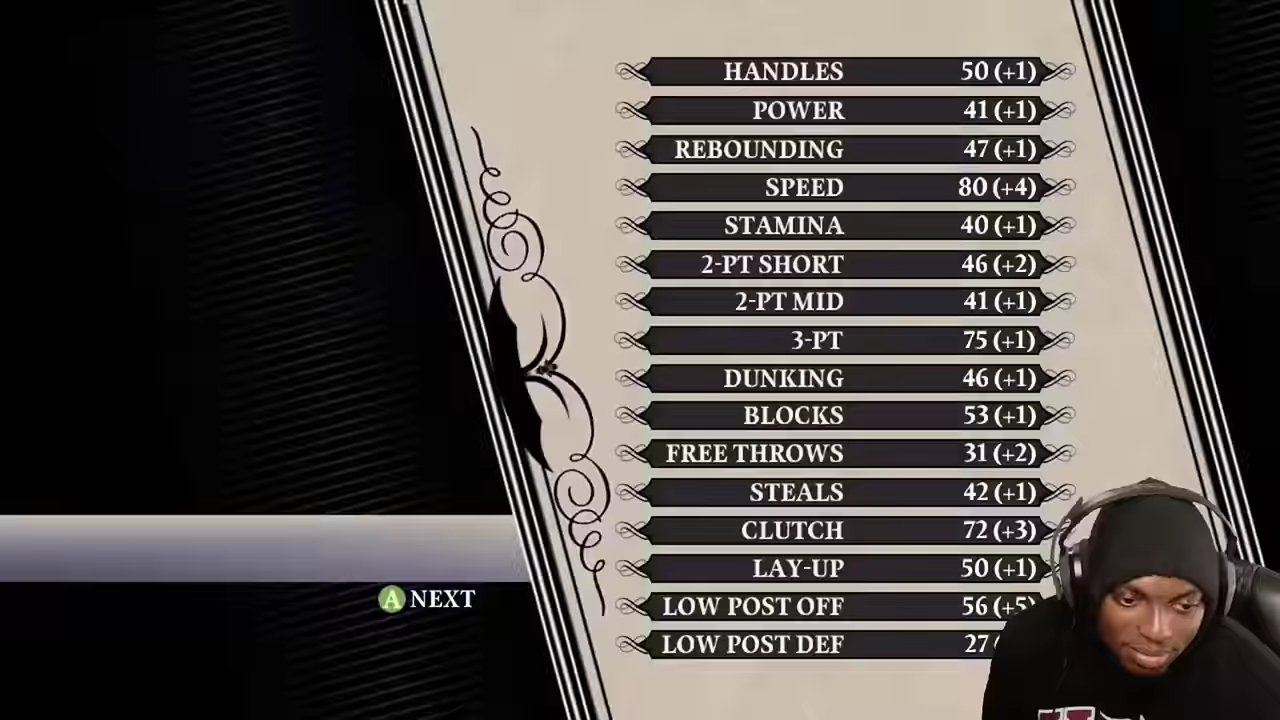 HANDLES 50 (+1)
POWER 41 (+1)
REBOUNDING 47 (+1)
SPEED 80 (+4)
STAMINA 40 (+1)
2-PT SHORT 46 (+2)
2-PT MID 41 (+1)
3-PT 75 (+1)
DUNKING 46 (+1)
BLOCKS 53 (+1)
FREE THROWS 31 (+2)
STEALS 42 (+1)
CLUTCH 72 (+3)
LAY-UP 50 (+1)
A NEXT
LOW POST OFF 56 (+5)
LOW POST DEF 27